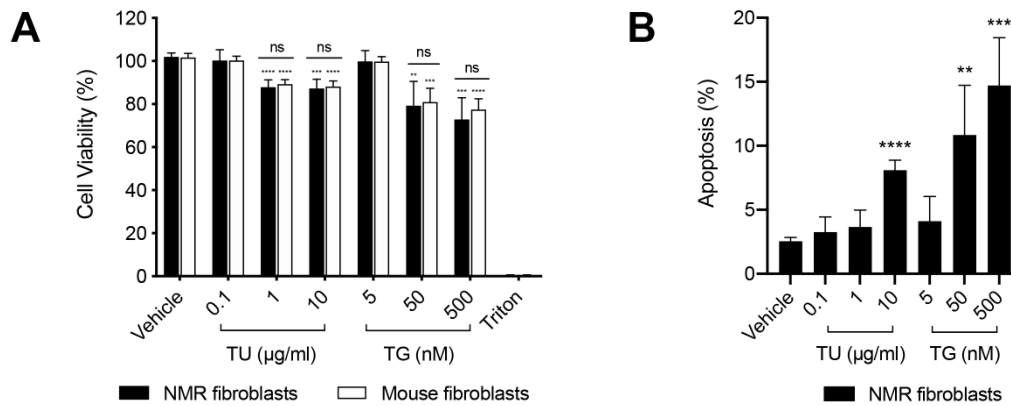 A
Cell Viability (%)
120
100
80
60
40
20
0
ns
ns
ns
ns
**** ****
*** ****
** ***
*** ****
Vehicle
0.1
1
10
5
50
500
Triton
TU (µg/ml)
TG (nM)
NMR fibroblasts
Mouse fibroblasts
B
Apoptosis (%)
20
15
10
5
0
****
**
***
Vehicle
0.1
1
10
5
50
500
TU (µg/ml)
TG (nM)
NMR fibroblasts